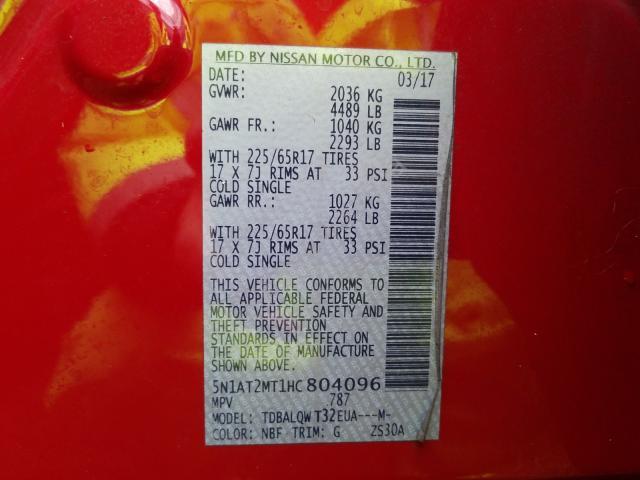 MFD BY NISSAN MOTOR CO., LTD.
DATE: 03/17
GVWR: 2036 KG
4489 LB
GAWR FR.: 1040 KG
2293 LB
WITH 225/65R17 TIRES
17 X 7J RIMS AT 33 PSI
COLD SINGLE
GAWR RR.: 1027 KG
2264 LB
WITH 225/65R17 TIRES
17 X 7J RIMS AT 33 PSI
COLD SINGLE
THIS VEHICLE CONFORMS TO
ALL APPLICABLE FEDERAL
MOTOR VEHICLE SAFETY AND
THEFT PREVENTION
STANDARDS IN EFFECT ON
THE DATE OF MANUFACTURE
SHOWN ABOVE.
5N1AT2MT1HC804096
MPV .787
MODEL: TDBALQW T32EUA---M-
COLOR: NBF TRIM: G ZS30A